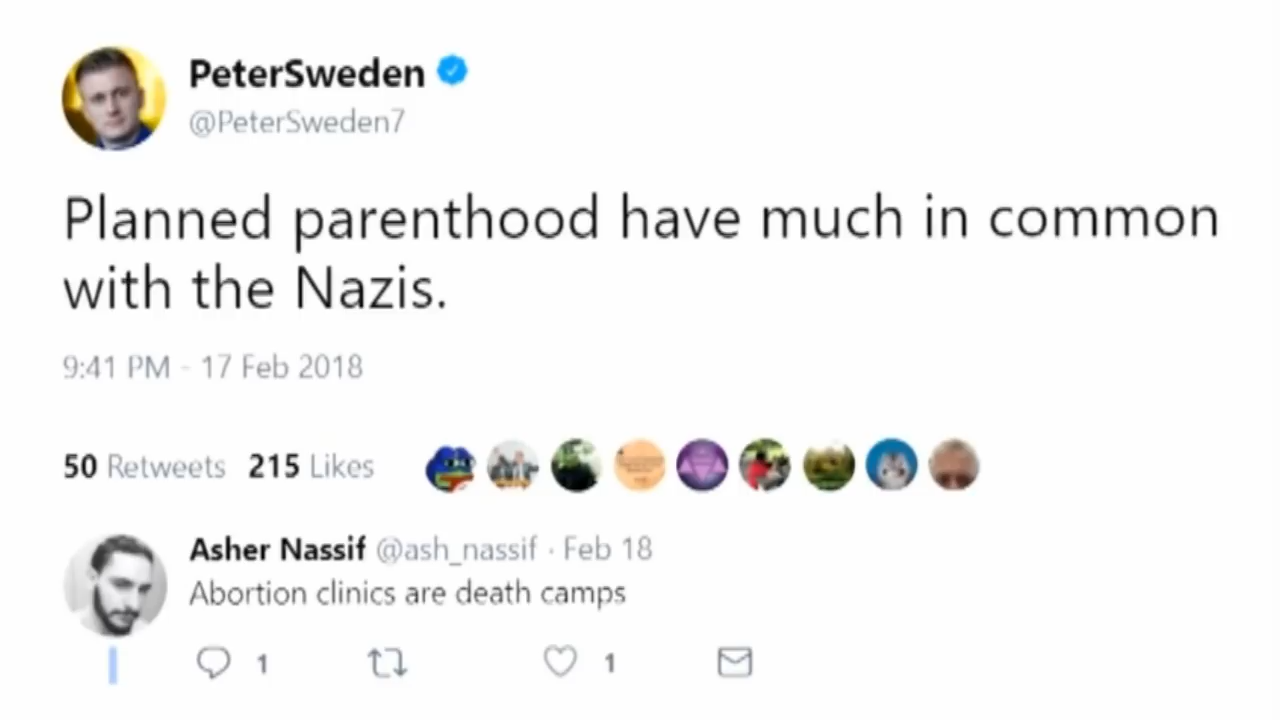 PeterSweden
@PeterSweden7
Planned parenthood have much in common
with the Nazis.
9:41 PM - 17 Feb 2018
50 Retweets 215 Likes
Asher Nassif @ash_nassif · Feb 18
Abortion clinics are death camps
1 1